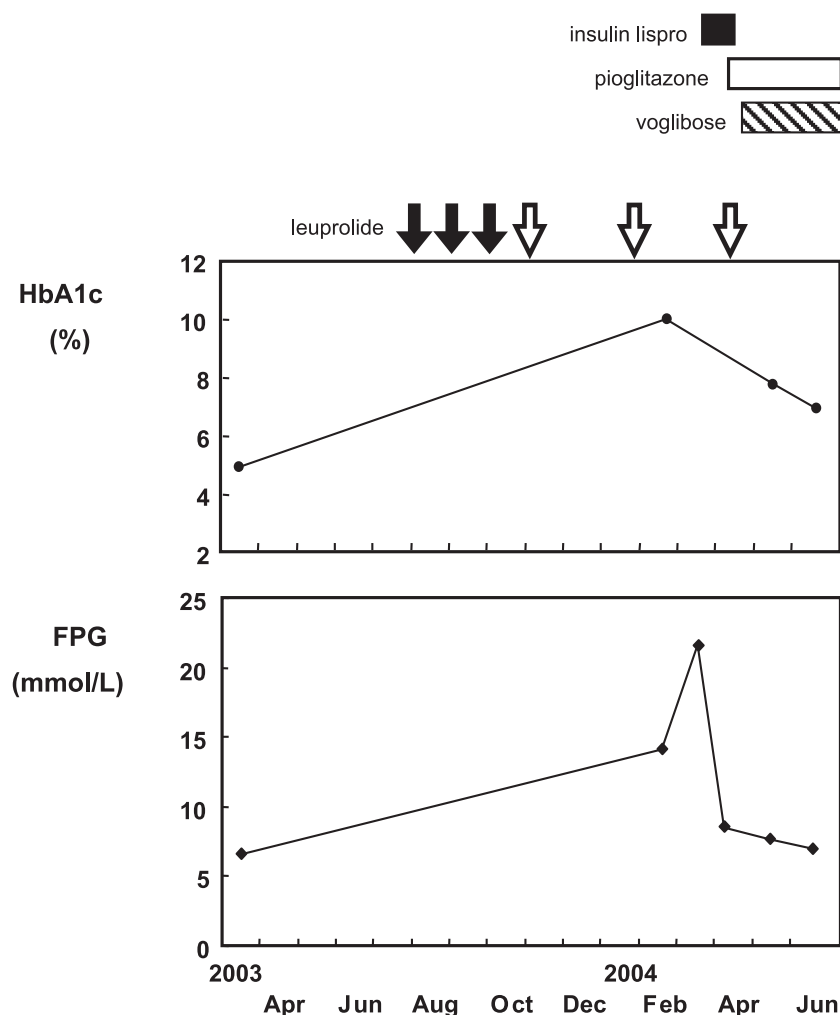 insulin lispro
pioglitazone
voglibose
leuprolide
HbA1c
(%)
12
10
8
6
4
2
FPG
(mmol/L)
25
20
15
10
5
0
2003 2004
Apr Jun Aug Oct Dec Feb Apr Jun